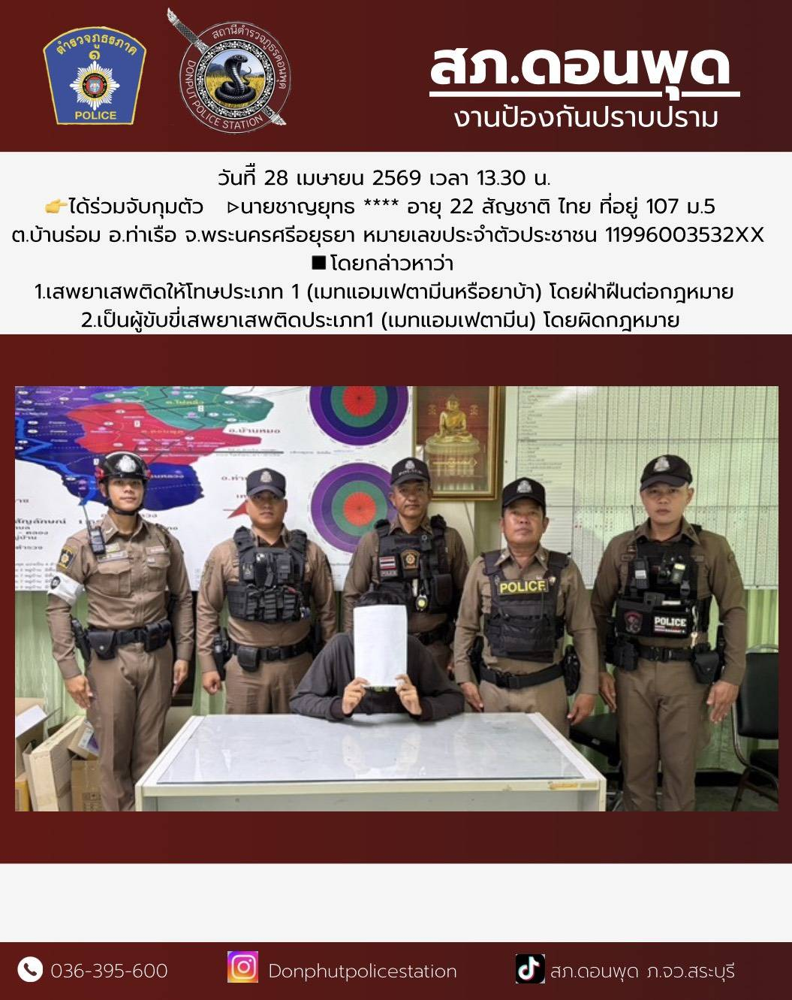 ตำรวจภูธรภาค
๑
POLICE
สถานีตำรวจภูธรดอนพุด
DONPUT POLICE STATION
สภ.ดอนพุด
งานป้องกันปราบปราม
วันที่ 28 เมษายน 2569 เวลา 13.30 น.
👉ได้ร่วมจับกุมตัว ▷นายชาญยุทธ **** อายุ 22 สัญชาติ ไทย ที่อยู่ 107 ม.5
ต.บ้านร่อม อ.ท่าเรือ จ.พระนครศรีอยุธยา หมายเลขประจำตัวประชาชน 11996003532XX
■ โดยกล่าวหาว่า
1.เสพยาเสพติดให้โทษประเภท 1 (เมทแอมเฟตามีนหรือยาบ้า) โดยฝ่าฝืนต่อกฎหมาย
2.เป็นผู้ขับขี่เสพยาเสพติดประเภท1 (เมทแอมเฟตามีน) โดยผิดกฎหมาย
อ.บ้านหมอ
POLICE
POLICE
POLICE
036-395-600
Donphutpolicestation
สภ.ดอนพุด ภ.จว.สระบุรี